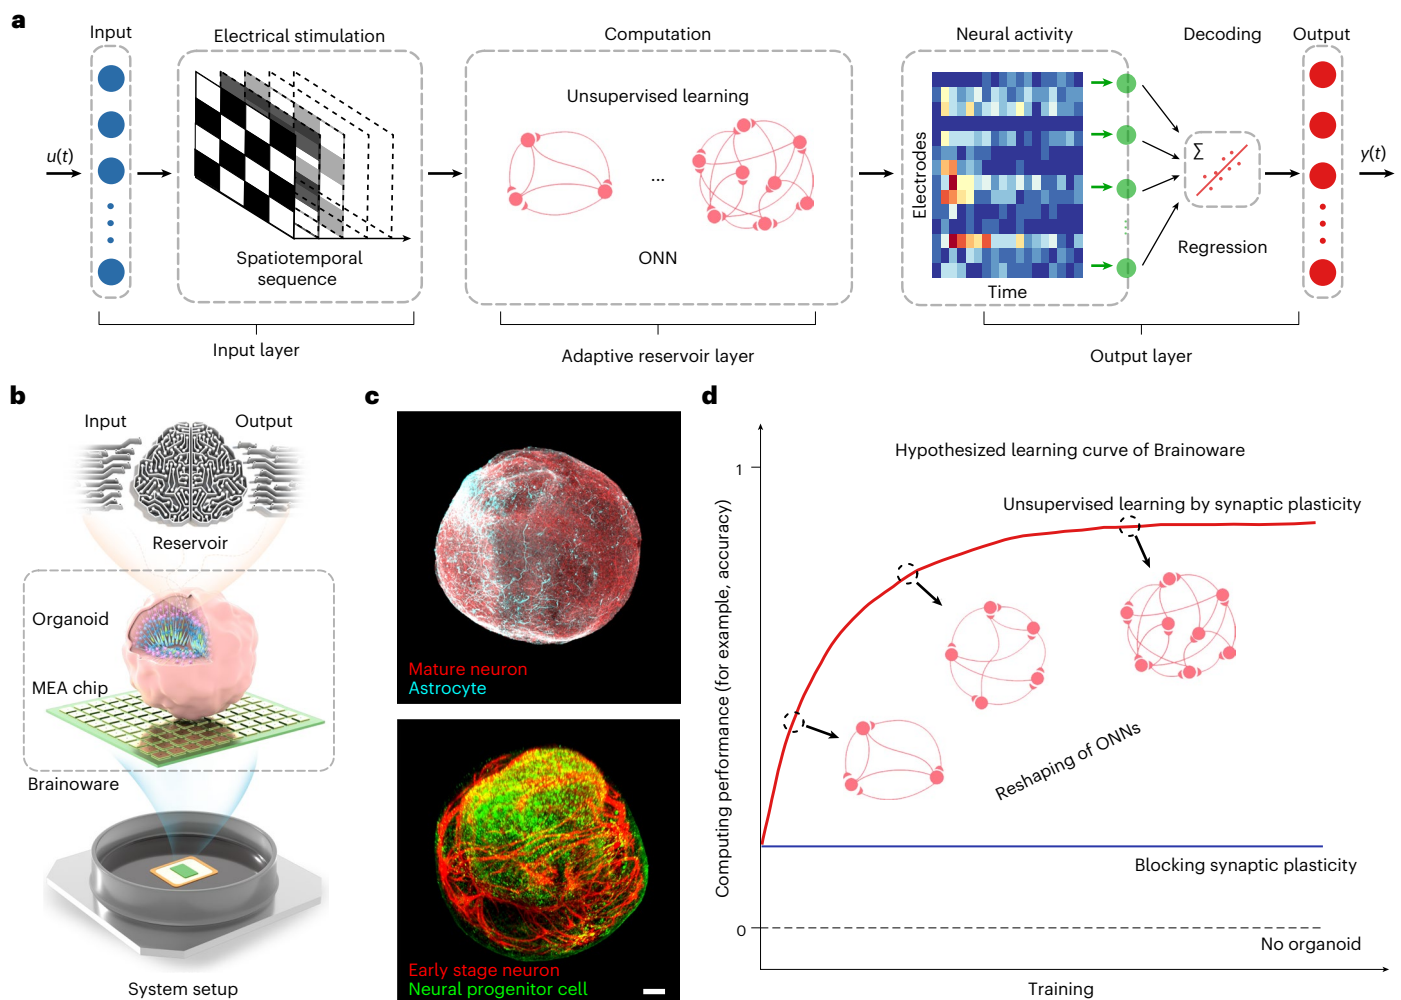 a
Input
Electrical stimulation
Computation
Neural activity
Decoding
Output
u(t)
Unsupervised learning
...
Electrodes
Σ
y(t)
Spatiotemporal
sequence
ONN
Time
Regression
Input layer
Adaptive reservoir layer
Output layer
b
Input
Output
Reservoir
Organoid
MEA chip
Brainoware
System setup
c
Mature neuron
Astrocyte
Early stage neuron
Neural progenitor cell
d
Hypothesized learning curve of Brainoware
1
Unsupervised learning by synaptic plasticity
Computing performance (for example, accuracy)
Reshaping of ONNs
Blocking synaptic plasticity
0
No organoid
Training